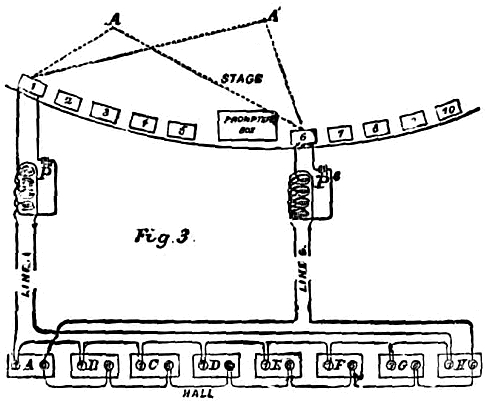 A A'
STAGE
1 2 3 4 5 PROMPTER BOX 6 7 8 9 10
P P 6
Fig. 3.
LINE. 1 LINE 6.
A B C D E F G H
HALL